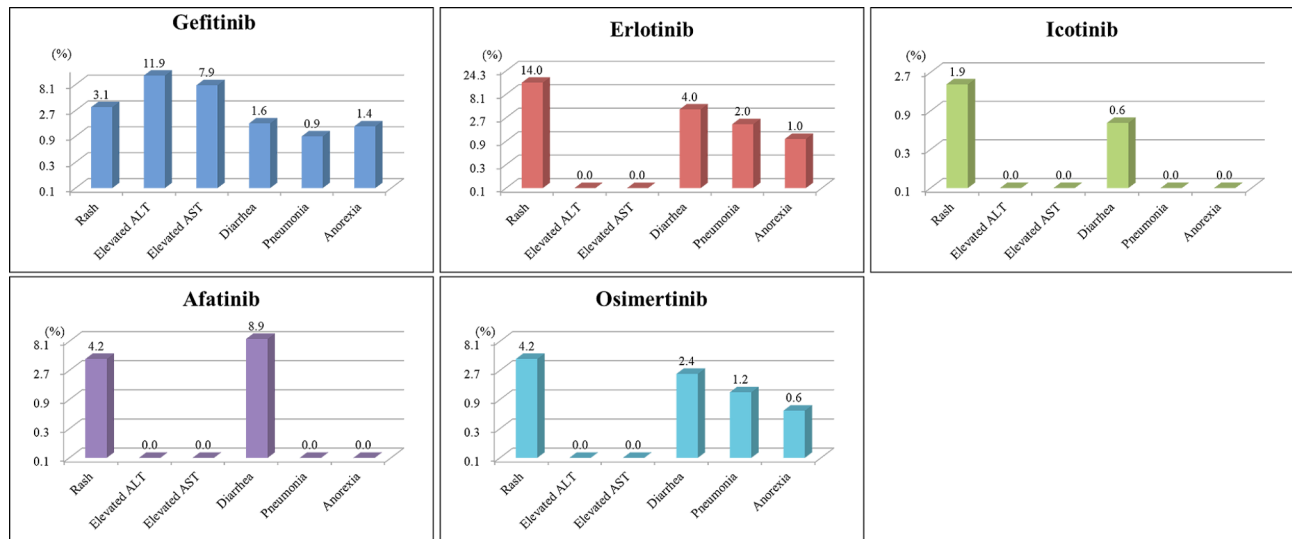 Gefitinib
(%)
8.1
2.7
0.9
0.3
0.1
3.1
11.9
7.9
1.6
0.9
1.4
Rash
Elevated ALT
Elevated AST
Diarrhea
Pneumonia
Anorexia
Erlotinib
(%)
24.3
8.1
2.7
0.9
0.3
0.1
14.0
0.0
0.0
4.0
2.0
1.0
Rash
Elevated ALT
Elevated AST
Diarrhea
Pneumonia
Anorexia
Icotinib
(%)
2.7
0.9
0.3
0.1
1.9
0.0
0.0
0.6
0.0
0.0
Rash
Elevated ALT
Elevated AST
Diarrhea
Pneumonia
Anorexia
Afatinib
(%)
8.1
2.7
0.9
0.3
0.1
4.2
0.0
0.0
8.9
0.0
0.0
Rash
Elevated ALT
Elevated AST
Diarrhea
Pneumonia
Anorexia
Osimertinib
(%)
8.1
2.7
0.9
0.3
0.1
4.2
0.0
0.0
2.4
1.2
0.6
Rash
Elevated ALT
Elevated AST
Diarrhea
Pneumonia
Anorexia